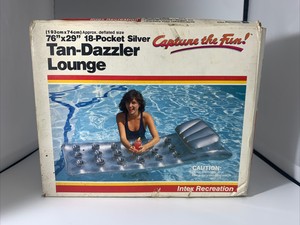 (193cm x 74cm) Approx. deflated size
76"x29" 18-Pocket Silver
Tan-Dazzler
Lounge
Capture the Fun!
CAUTION:
Intex Recreation